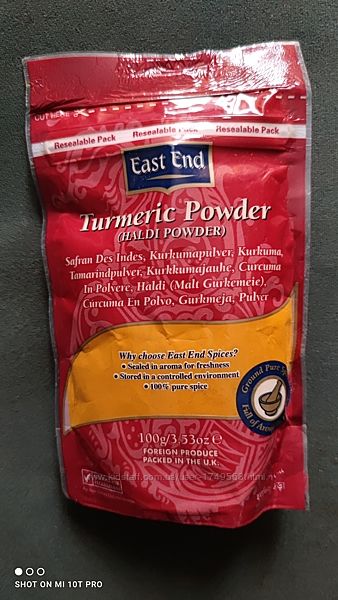 CUT HERE
Resealable Pack Resealable Pack Resealable Pack
East End
Turmeric Powder
(HALDI POWDER)
Safran Des Indes, Kurkumapulver, Kurkuma,
Tamarindpulver, Kurkkumajauhe, Curcuma
In Polvere, Haldi (Malt Gurkemeie),
Curcuma En Polvo, Gurkmeja, Pulver
Why choose East End Spices?
• Sealed in aroma for freshness
• Stored in a controlled environment
• 100% pure spice
Ground Pure
Full of Aroma
100g/3.53oz ℮
FOREIGN PRODUCE
PACKED IN THE U.K.
SHOT ON MI 10T PRO